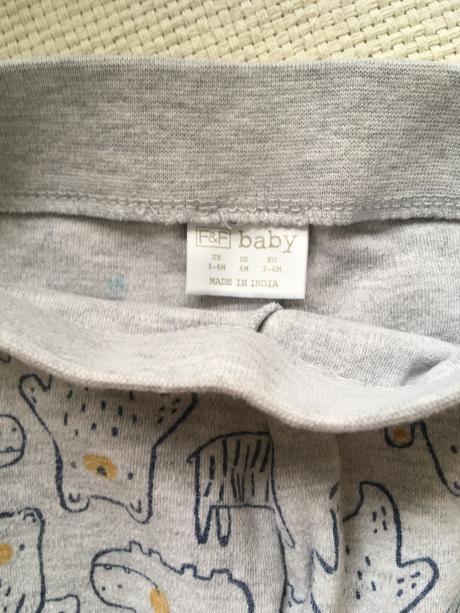 F&F baby
UK US EU
3-6M 6M 3-6M
MADE IN INDIA